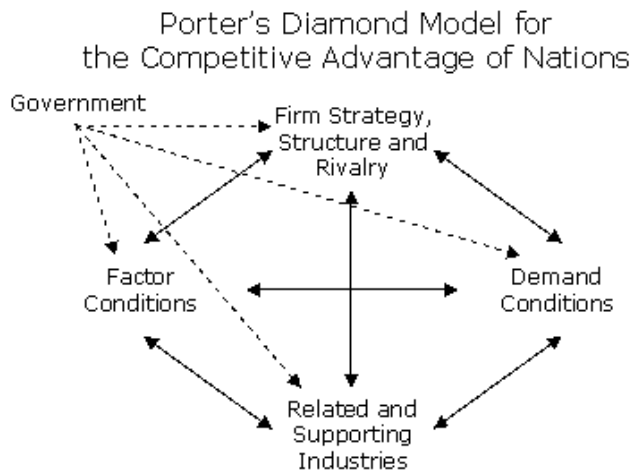 Porter's Diamond Model for
the Competitive Advantage of Nations
Government
Firm Strategy,
Structure and
Rivalry
Factor
Conditions
Demand
Conditions
Related and
Supporting
Industries